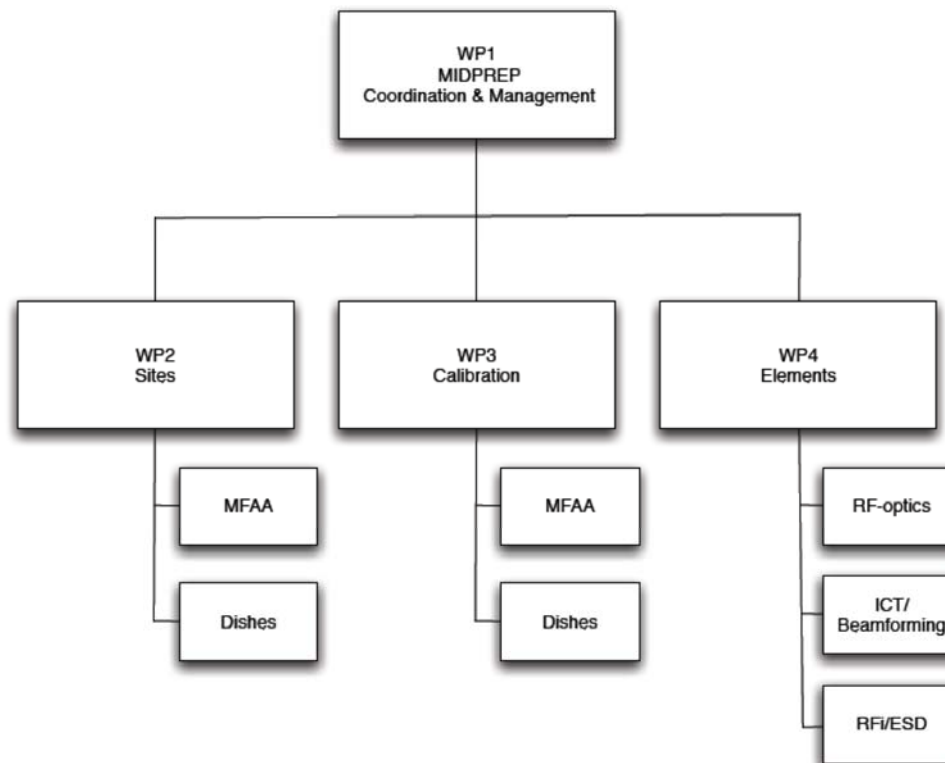 WP1
MIDPREP
Coordination & Management
WP2
Sites
WP3
Calibration
WP4
Elements
MFAA
Dishes
MFAA
Dishes
RF-optics
ICT/
Beamforming
RFi/ESD